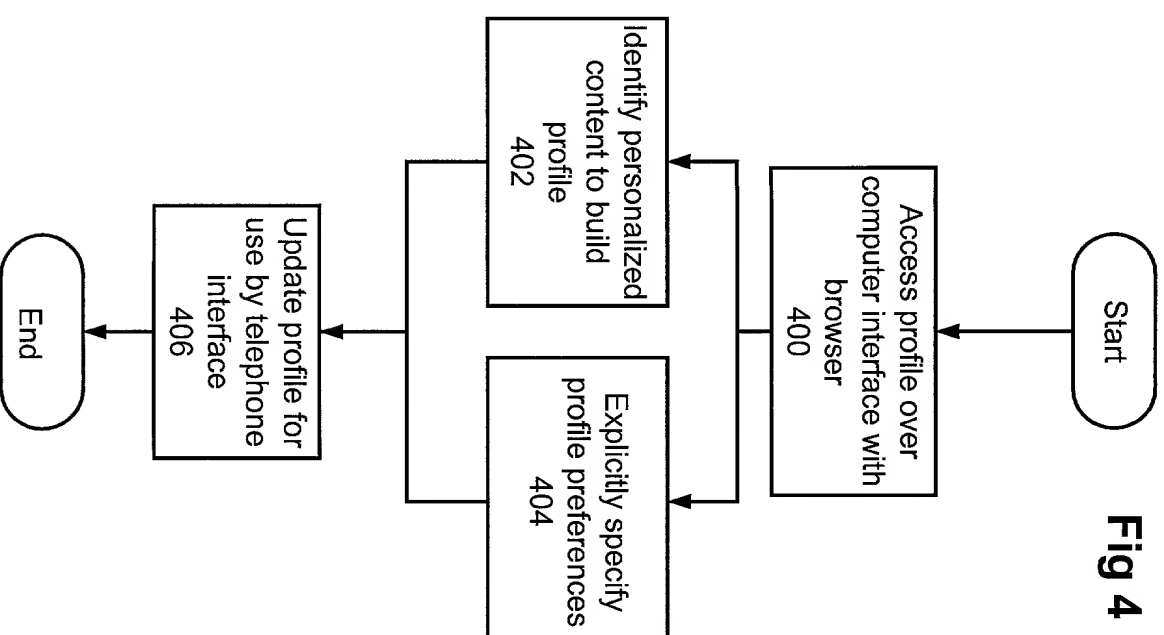 Fig 4
Start
Access profile over
computer interface with
browser
400
Identify personalized
content to build
profile
402
Explicitly specify
profile preferences
404
Update profile for
use by telephone
interface
406
End